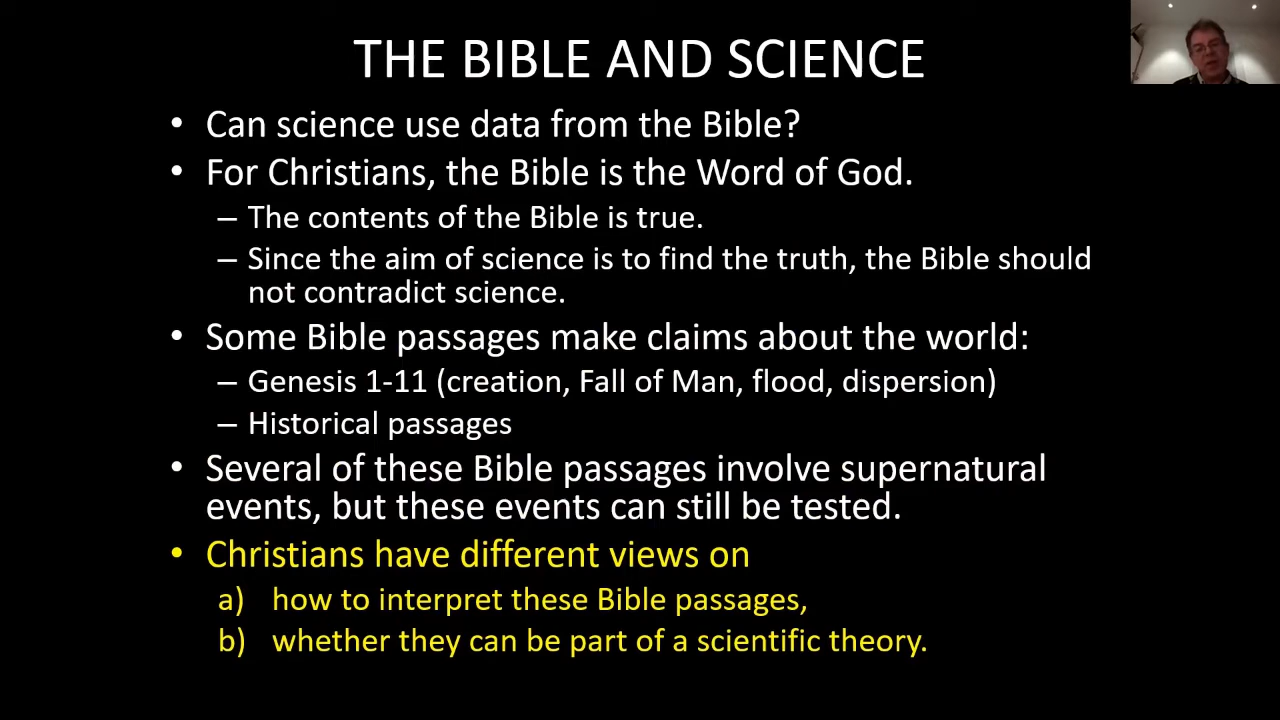 THE BIBLE AND SCIENCE
• Can science use data from the Bible?
• For Christians, the Bible is the Word of God.
– The contents of the Bible is true.
– Since the aim of science is to find the truth, the Bible should
not contradict science.
• Some Bible passages make claims about the world:
– Genesis 1-11 (creation, Fall of Man, flood, dispersion)
– Historical passages
• Several of these Bible passages involve supernatural
events, but these events can still be tested.
• Christians have different views on
a) how to interpret these Bible passages,
b) whether they can be part of a scientific theory.